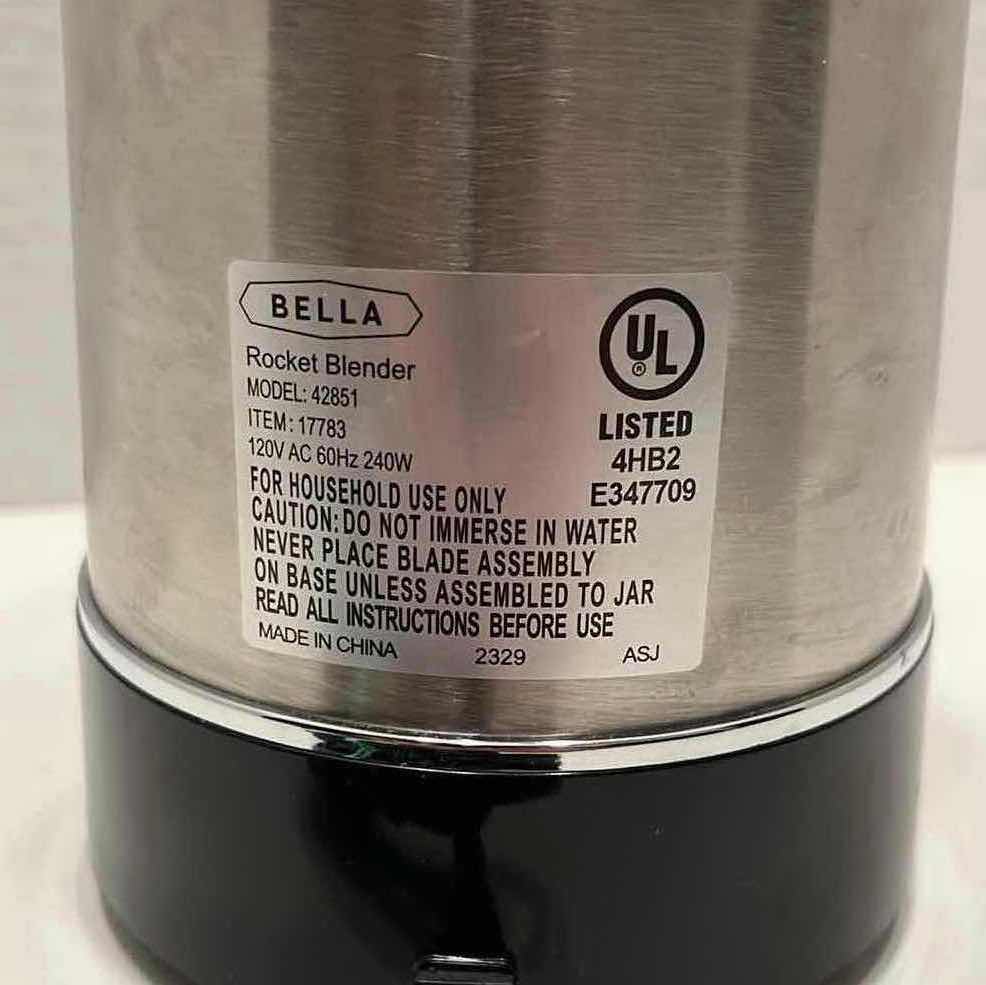 BELLA
Rocket Blender
MODEL: 42851
ITEM: 17783
120V AC 60Hz 240W
UL
®
LISTED
4HB2
E347709
FOR HOUSEHOLD USE ONLY
CAUTION: DO NOT IMMERSE IN WATER
NEVER PLACE BLADE ASSEMBLY
ON BASE UNLESS ASSEMBLED TO JAR
READ ALL INSTRUCTIONS BEFORE USE
MADE IN CHINA 2329 ASJ